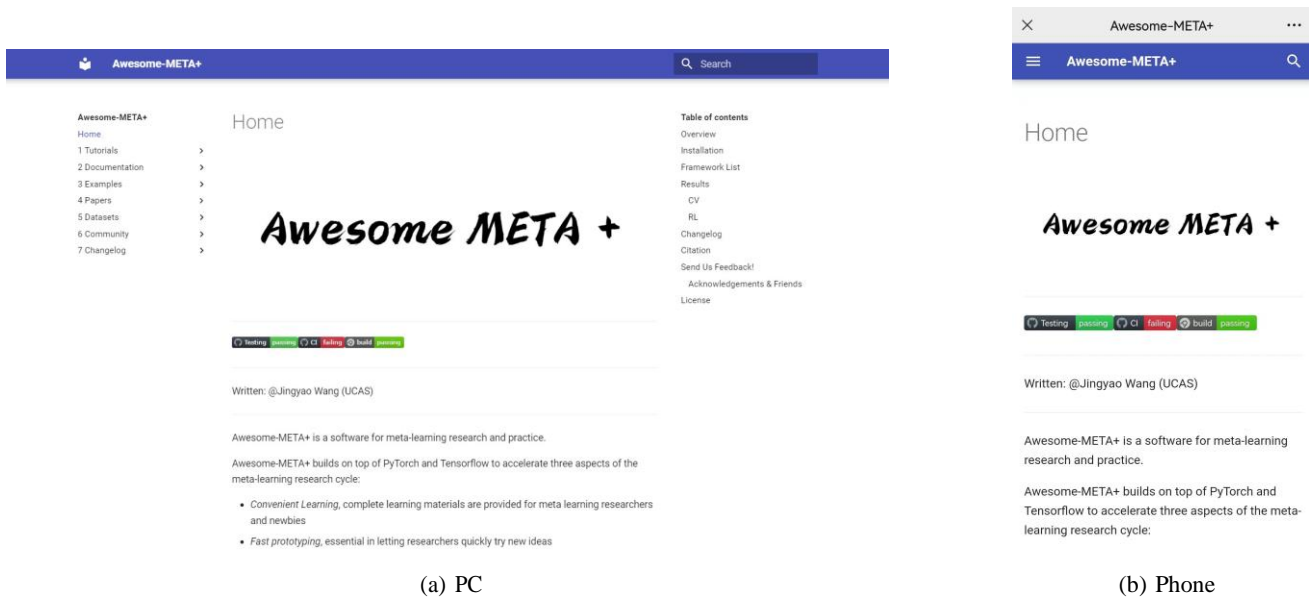 Awesome-META+
Search
Awesome-META+
Home
1 Tutorials
2 Documentation
3 Examples
4 Papers
5 Datasets
6 Community
7 Changelog
Home
Awesome META +
Testing passing CI failing build passing
Written: @Jingyao Wang (UCAS)
Awesome-META+ is a software for meta-learning research and practice.
Awesome-META+ builds on top of PyTorch and Tensorflow to accelerate three aspects of the
meta-learning research cycle:
• Convenient Learning, complete learning materials are provided for meta learning researchers
and newbies
• Fast prototyping, essential in letting researchers quickly try new ideas
Table of contents
Overview
Installation
Framework List
Results
CV
RL
Changelog
Citation
Send Us Feedback!
Acknowledgements & Friends
License
(a) PC
Awesome-META+
Awesome-META+
Home
Awesome META +
Testing passing CI failing build passing
Written: @Jingyao Wang (UCAS)
Awesome-META+ is a software for meta-learning
research and practice.
Awesome-META+ builds on top of PyTorch and
Tensorflow to accelerate three aspects of the meta-
learning research cycle:
(b) Phone